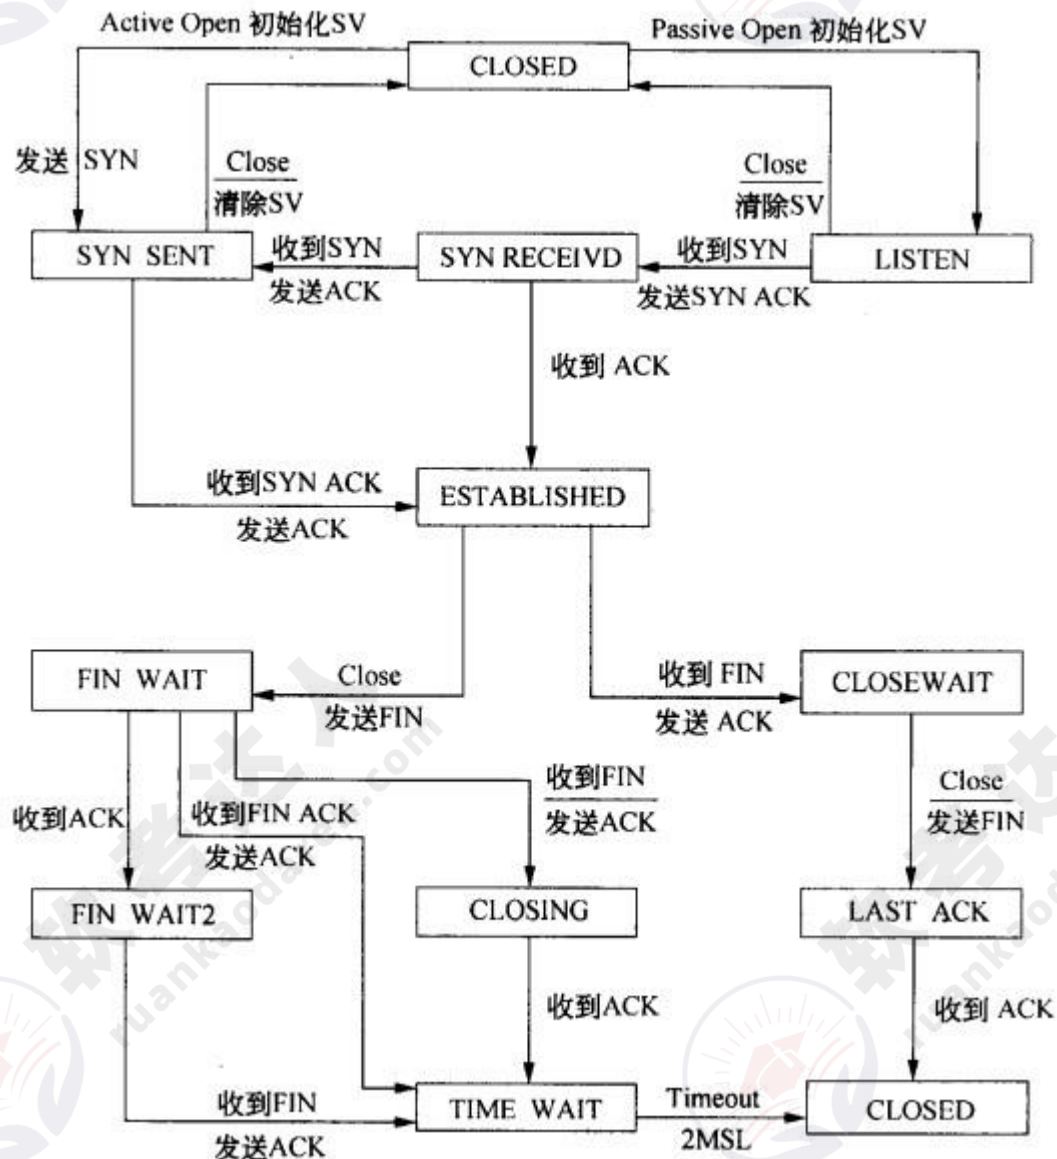 Active Open 初始化SV
Passive Open 初始化SV
CLOSED
发送 SYN
Close
清除SV
Close
清除SV
SYN SENT
收到SYN
发送ACK
SYN RECEIVD
收到SYN
发送SYN ACK
LISTEN
收到 ACK
收到SYN ACK
发送ACK
ESTABLISHED
FIN WAIT
Close
发送FIN
收到 FIN
发送 ACK
CLOSEWAIT
收到ACK
收到FIN ACK
发送ACK
收到FIN
发送ACK
Close
发送FIN
FIN WAIT2
CLOSING
LAST ACK
收到ACK
收到 ACK
收到FIN
发送ACK
TIME WAIT
Timeout
2MSL
CLOSED
软考达人
ruankaodaren.com